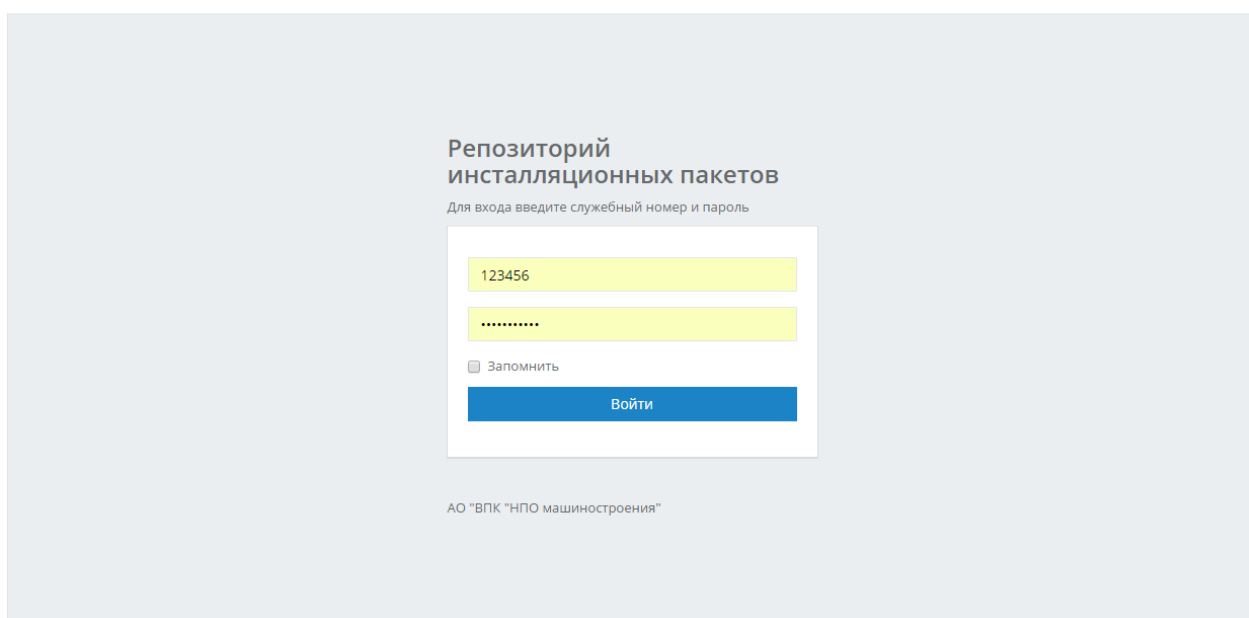 Репозиторий
инсталляционных пакетов
Для входа введите служебный номер и пароль
123456
•••••••••••
Запомнить
Войти
АО "ВПК "НПО машиностроения"